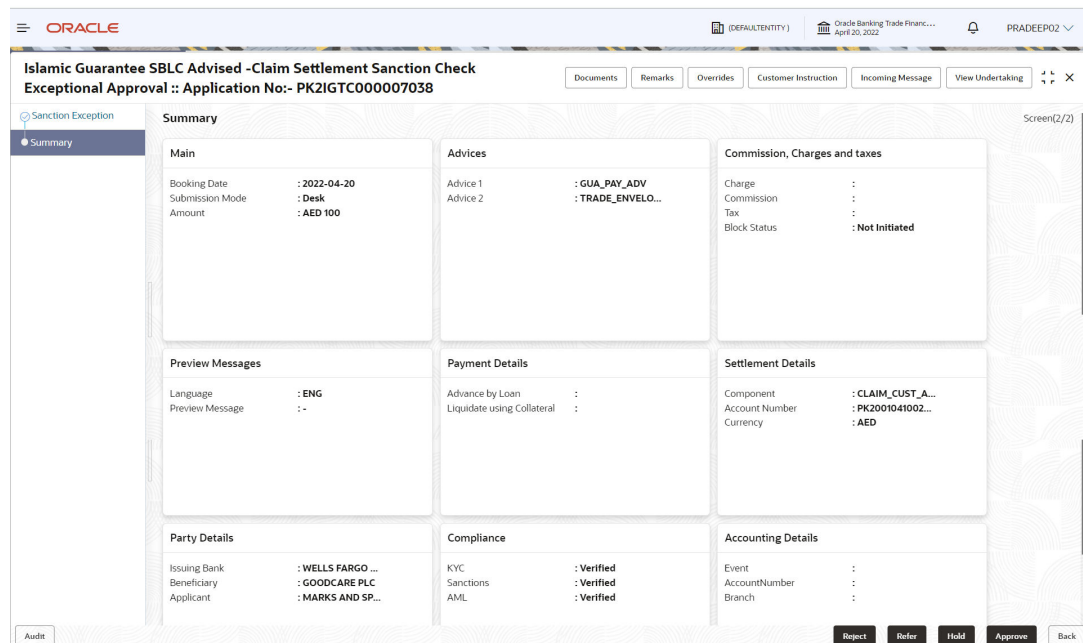 ORACLE
(DEFAULTENTITY)
Oracle Banking Trade Financ...
April 20, 2022
PRADEEP02
Islamic Guarantee SBLC Advised -Claim Settlement Sanction Check
Exceptional Approval :: Application No:- PK2IGTC000007038
Documents Remarks Overrides Customer Instruction Incoming Message View Undertaking
Sanction Exception
Summary
Summary
Screen(2/2)
Main
Booking Date : 2022-04-20
Submission Mode : Desk
Amount : AED 100
Advices
Advice 1 : GUA_PAY_ADV
Advice 2 : TRADE_ENVELO...
Commission, Charges and taxes
Charge :
Commission :
Tax :
Block Status : Not Initiated
Preview Messages
Language : ENG
Preview Message : -
Payment Details
Advance by Loan :
Liquidate using Collateral :
Settlement Details
Component : CLAIM_CUST_A...
Account Number : PK2001041002...
Currency : AED
Party Details
Issuing Bank : WELLS FARGO ...
Beneficiary : GOODCARE PLC
Applicant : MARKS AND SP...
Compliance
KYC : Verified
Sanctions : Verified
AML : Verified
Accounting Details
Event :
AccountNumber :
Branch :
Audit Reject Refer Hold Approve Back